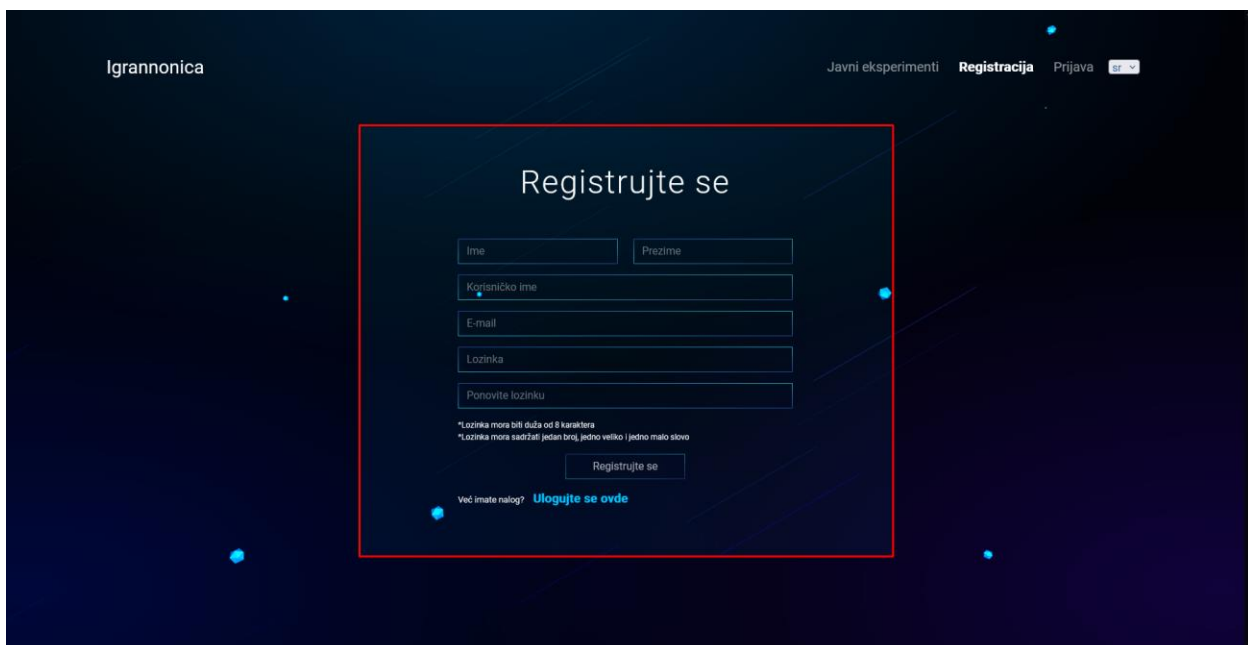 Igrannonica
Javni eksperimenti Registracija Prijava sr
Registrujte se
Ime Prezime
Korisničko ime
E-mail
Lozinka
Ponovite lozinku
*Lozinka mora biti duža od 8 karaktera
*Lozinka mora sadržati jedan broj, jedno veliko i jedno malo slovo
Registrujte se
Već imate nalog? Ulogujte se ovde